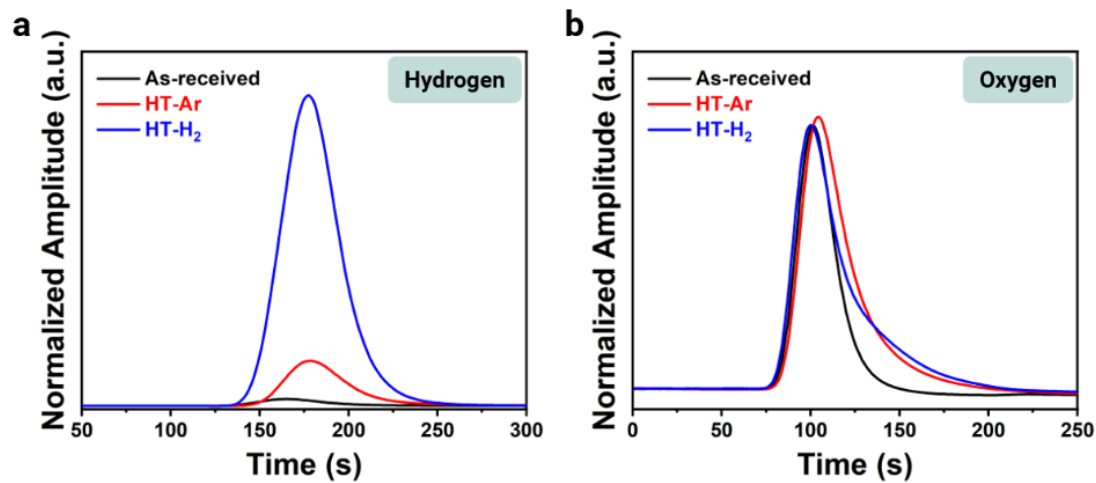 a
Normalized Amplitude (a.u.)
As-received
HT-Ar
HT-H₂
Hydrogen
50 100 150 200 250 300
Time (s)
b
Normalized Amplitude (a.u.)
As-received
HT-Ar
HT-H₂
Oxygen
0 50 100 150 200 250
Time (s)